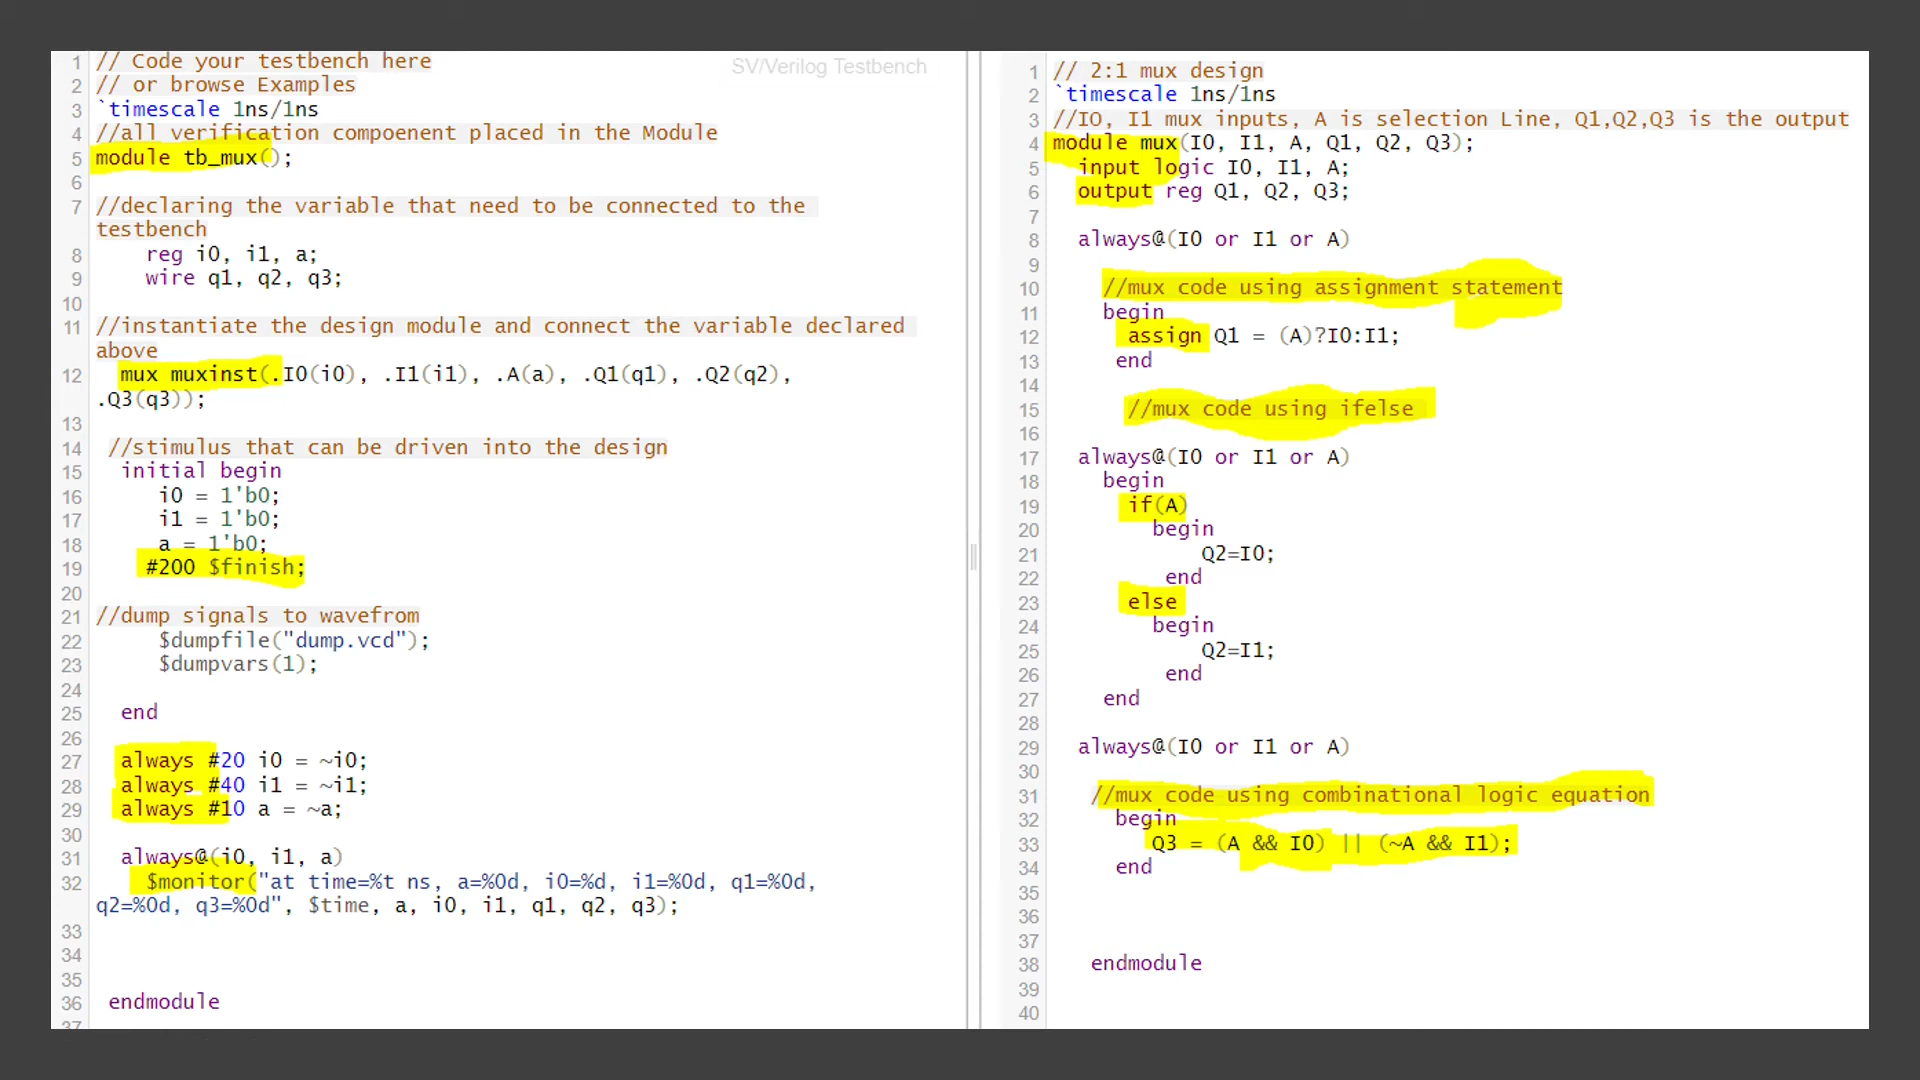 1 // Code your testbench here
SV/Verilog Testbench
2 // or browse Examples
3 `timescale 1ns/1ns
4 //all verification compoenent placed in the Module
5 module tb_mux();
6
7 //declaring the variable that need to be connected to the
testbench
8 reg i0, i1, a;
9 wire q1, q2, q3;
10
11 //instantiate the design module and connect the variable declared
above
12 mux muxinst(.I0(i0), .I1(i1), .A(a), .Q1(q1), .Q2(q2),
.Q3(q3));
13
14 //stimulus that can be driven into the design
15 initial begin
16 i0 = 1'b0;
17 i1 = 1'b0;
18 a = 1'b0;
19 #200 $finish;
20
21 //dump signals to wavefrom
22 $dumpfile("dump.vcd");
23 $dumpvars(1);
24
25 end
26
27 always #20 i0 = ~i0;
28 always #40 i1 = ~i1;
29 always #10 a = ~a;
30
31 always@(i0, i1, a)
32 $monitor("at time=%t ns, a=%0d, i0=%d, i1=%0d, q1=%0d,
q2=%0d, q3=%0d", $time, a, i0, i1, q1, q2, q3);
33
34
35
36 endmodule
37
1 // 2:1 mux design
2 `timescale 1ns/1ns
3 //I0, I1 mux inputs, A is selection Line, Q1,Q2,Q3 is the output
4 module mux(I0, I1, A, Q1, Q2, Q3);
5 input logic I0, I1, A;
6 output reg Q1, Q2, Q3;
7
8 always@(I0 or I1 or A)
9
10 //mux code using assignment statement
11 begin
12 assign Q1 = (A)?I0:I1;
13 end
14
15 //mux code using ifelse
16
17 always@(I0 or I1 or A)
18 begin
19 if(A)
20 begin
21 Q2=I0;
22 end
23 else
24 begin
25 Q2=I1;
26 end
27 end
28
29 always@(I0 or I1 or A)
30
31 //mux code using combinational logic equation
32 begin
33 Q3 = (A && I0) || (~A && I1);
34 end
35
36
37
38 endmodule
39
40